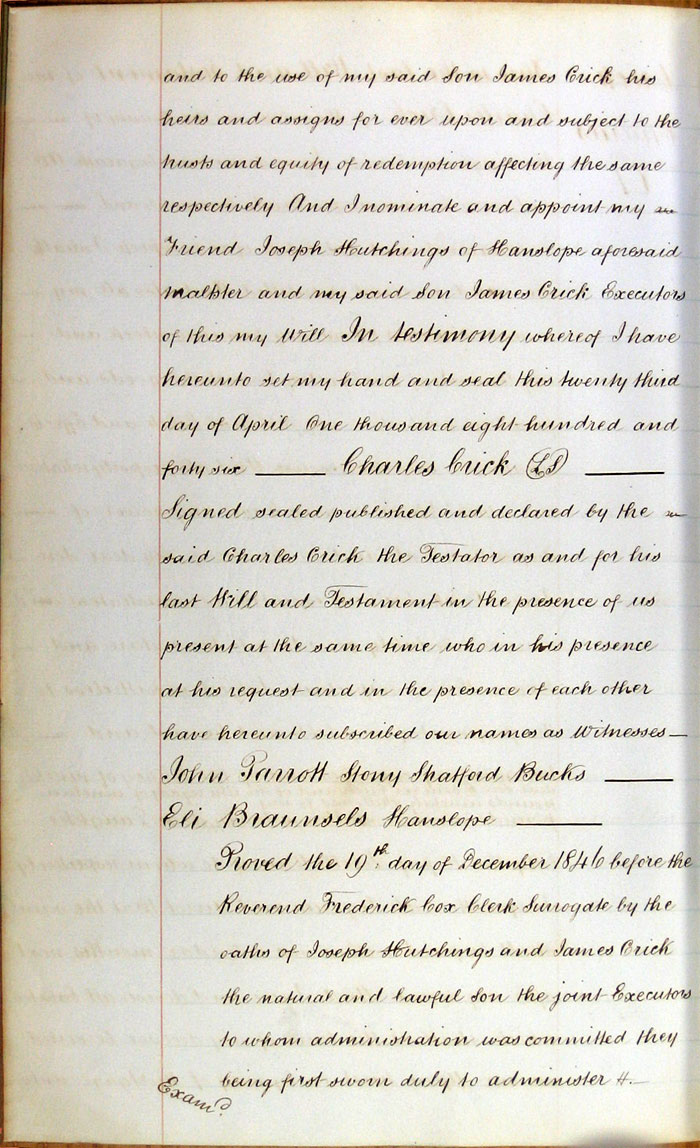 and to the use of my said Son James Crick his
heirs and assigns for ever upon and subject to the
trusts and equity of redemption affecting the same
respectively And I nominate and appoint my
Friend Joseph Hutchings of Hanslope aforesaid
Maltster and my said Son James Crick Executors
of this my Will In testimony whereof I have
hereunto set my hand and seal this twenty third
day of April One thousand eight hundred and
forty six — Charles Crick (LS) —
Signed sealed published and declared by the
said Charles Crick the Testator as and for his
last Will and Testament in the presence of us
present at the same time who in his presence
at his request and in the presence of each other
have hereunto subscribed our names as Witnesses —
John Parrott Stony Stratford Bucks —
Eli Braunsels Hanslope —
Proved the 19th. day of December 1846 before the
Reverend Frederick Cox Clerk Surrogate by the
oaths of Joseph Hutchings and James Crick
the natural and lawful Son the joint Executors
to whom administration was committed they
being first sworn duly to administer
Examd.